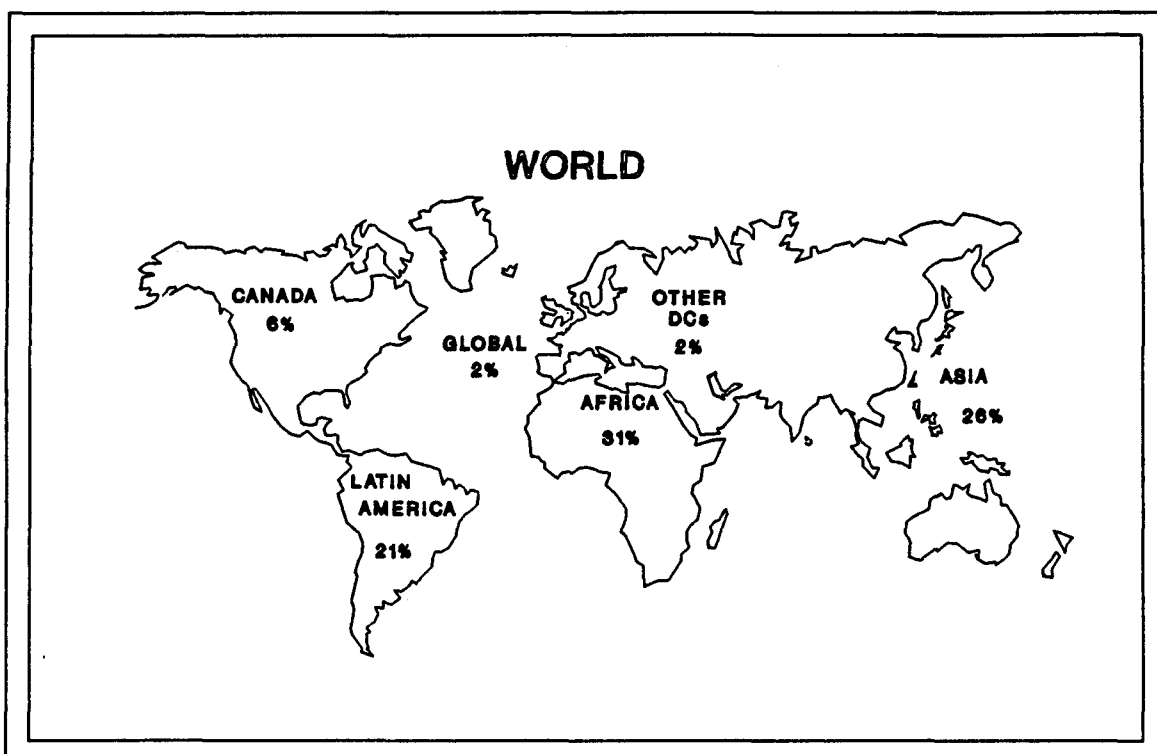 WORLD
CANADA
6%
GLOBAL
2%
OTHER
DCs
2%
ASIA
26%
AFRICA
31%
LATIN
AMERICA
21%